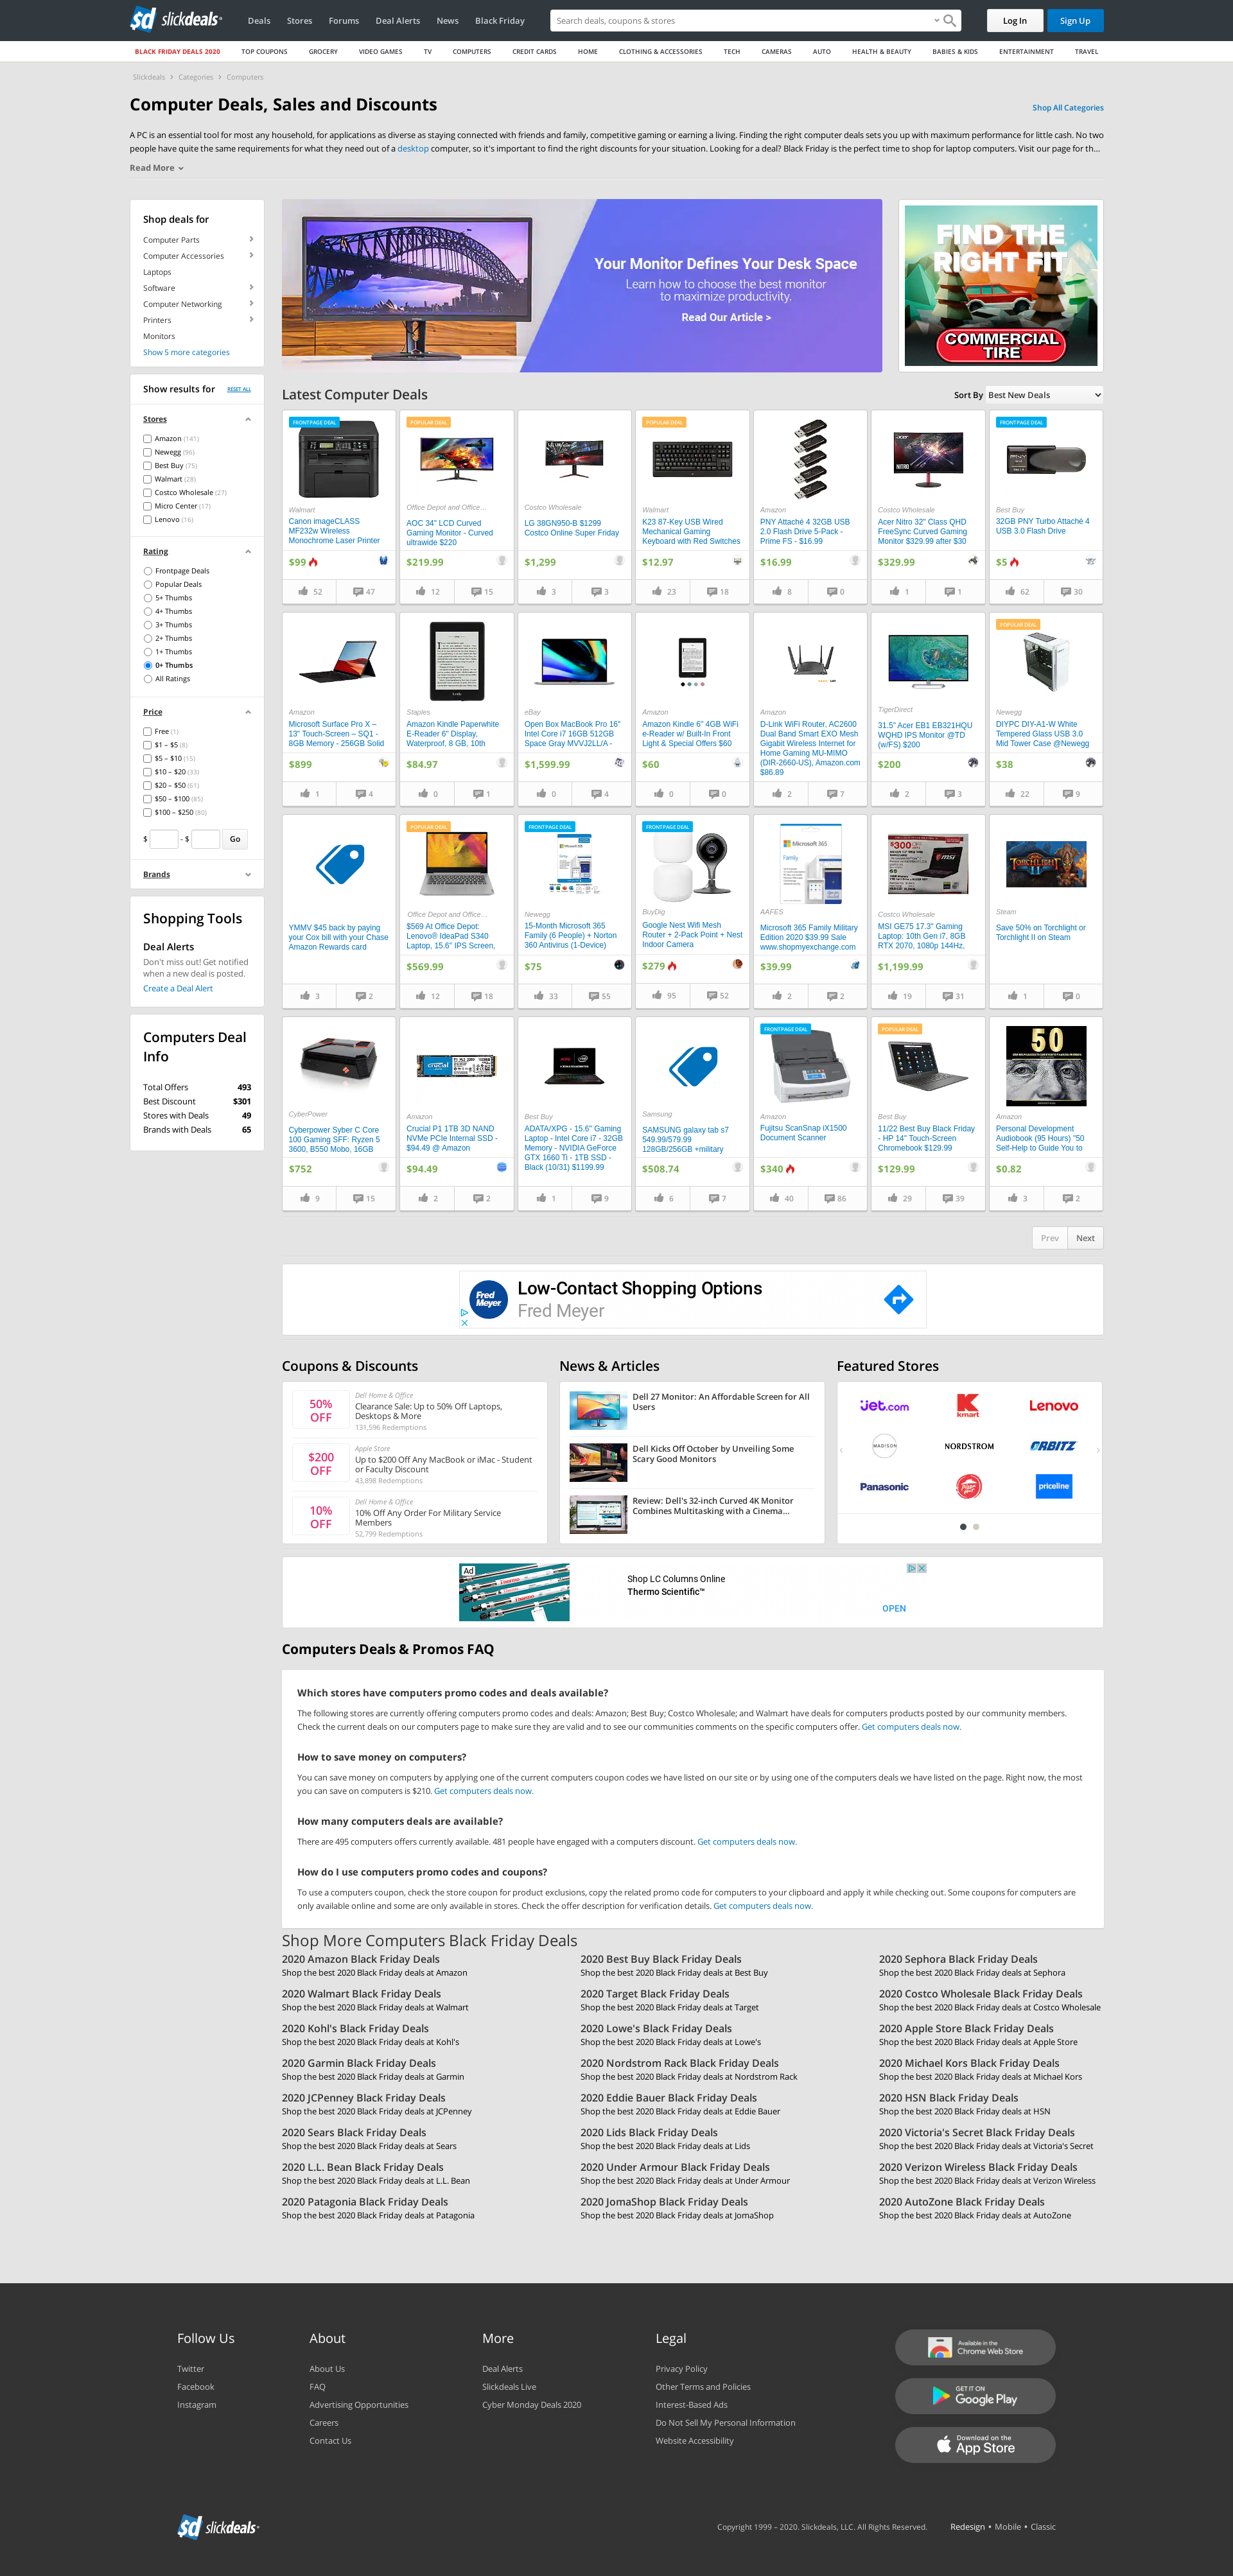 slickdeals
Deals
Stores
Forums
Deal Alerts
News
Black Friday
Search deals, coupons & stores
Log In
Sign Up
BLACK FRIDAY DEALS 2020
TOP COUPONS
GROCERY
VIDEO GAMES
TV
COMPUTERS
CREDIT CARDS
HOME
CLOTHING & ACCESSORIES
TECH
CAMERAS
AUTO
HEALTH & BEAUTY
BABIES & KIDS
ENTERTAINMENT
TRAVEL
Slickdeals > Categories > Computers
Computer Deals, Sales and Discounts
Shop All Categories
A PC is an essential tool for most any household, for applications as diverse as staying connected with friends and family, competitive gaming or earning a living. Finding the right computer deals sets you up with maximum performance for little cash. No two
people have quite the same requirements for what they need out of a desktop computer, so it's important to find the right discounts for your situation. Looking for a deal? Black Friday is the perfect time to shop for laptop computers. Visit our page for th...
Read More
Shop deals for
Computer Parts
Computer Accessories
Laptops
Software
Computer Networking
Printers
Monitors
Show 5 more categories
Your Monitor Defines Your Desk Space
Learn how to choose the best monitor
to maximize productivity.
Read Our Article >
FIND THE
RIGHT FIT
COMMERCIAL
TIRE
Show results for
RESET ALL
Stores
Amazon (141)
Newegg (96)
Best Buy (75)
Walmart (28)
Costco Wholesale (27)
Micro Center (17)
Lenovo (16)
Rating
Frontpage Deals
Popular Deals
5+ Thumbs
4+ Thumbs
3+ Thumbs
2+ Thumbs
1+ Thumbs
0+ Thumbs
All Ratings
Price
Free (1)
$1 – $5 (8)
$5 – $10 (15)
$10 – $20 (33)
$20 – $50 (61)
$50 – $100 (85)
$100 – $250 (80)
$ - $ Go
Brands
Shopping Tools
Deal Alerts
Don't miss out! Get notified
when a new deal is posted.
Create a Deal Alert
Computers Deal
Info
Total Offers 493
Best Discount $301
Stores with Deals 49
Brands with Deals 65
Latest Computer Deals
Sort By Best New Deals
FRONTPAGE DEAL
Walmart
Canon imageCLASS
MF232w Wireless
Monochrome Laser Printer
$99
52 47
POPULAR DEAL
Office Depot and Office...
AOC 34" LCD Curved
Gaming Monitor - Curved
ultrawide $220
$219.99
12 15
Costco Wholesale
LG 38GN950-B $1299
Costco Online Super Friday
$1,299
3 3
POPULAR DEAL
Walmart
K23 87-Key USB Wired
Mechanical Gaming
Keyboard with Red Switches
$12.97
23 18
Amazon
PNY Attaché 4 32GB USB
2.0 Flash Drive 5-Pack -
Prime FS - $16.99
$16.99
8 0
Costco Wholesale
Acer Nitro 32" Class QHD
FreeSync Curved Gaming
Monitor $329.99 after $30
$329.99
1 1
FRONTPAGE DEAL
Best Buy
32GB PNY Turbo Attaché 4
USB 3.0 Flash Drive
$5
62 30
Amazon
Microsoft Surface Pro X –
13" Touch-Screen – SQ1 -
8GB Memory - 256GB Solid
$899
1 4
Staples
Amazon Kindle Paperwhite
E-Reader 6" Display,
Waterproof, 8 GB, 10th
$84.97
0 1
eBay
Open Box MacBook Pro 16"
Intel Core i7 16GB 512GB
Space Gray MVVJ2LL/A -
$1,599.99
0 4
Amazon
Amazon Kindle 6" 4GB WiFi
e-Reader w/ Built-In Front
Light & Special Offers $60
$60
0 0
Amazon
D-Link WiFi Router, AC2600
Dual Band Smart EXO Mesh
Gigabit Wireless Internet for
Home Gaming MU-MIMO
(DIR-2660-US), Amazon.com
$86.89
2 7
TigerDirect
31.5" Acer EB1 EB321HQU
WQHD IPS Monitor @TD
(w/FS) $200
$200
2 3
POPULAR DEAL
Newegg
DIYPC DIY-A1-W White
Tempered Glass USB 3.0
Mid Tower Case @Newegg
$38
22 9
YMMV $45 back by paying
your Cox bill with your Chase
Amazon Rewards card
3 2
POPULAR DEAL
Office Depot and Office...
$569 At Office Depot:
Lenovo® IdeaPad S340
Laptop, 15.6" IPS Screen,
$569.99
12 18
FRONTPAGE DEAL
Newegg
15-Month Microsoft 365
Family (6 People) + Norton
360 Antivirus (1-Device)
$75
33 55
FRONTPAGE DEAL
BuyDig
Google Nest Wifi Mesh
Router + 2-Pack Point + Nest
Indoor Camera
$279
95 52
Microsoft 365
Family
AAFES
Microsoft 365 Family Military
Edition 2020 $39.99 Sale
www.shopmyexchange.com
$39.99
2 2
$300 OFF
msi
Costco Wholesale
MSI GE75 17.3" Gaming
Laptop: 10th Gen i7, 8GB
RTX 2070, 1080p 144Hz,
$1,199.99
19 31
TORCHLIGHT II
Steam
Save 50% on Torchlight or
Torchlight II on Steam
1 0
CyberPower
Cyberpower Syber C Core
100 Gaming SFF: Ryzen 5
3600, B550 Mobo, 16GB
$752
9 15
crucial
Amazon
Crucial P1 1TB 3D NAND
NVMe PCIe Internal SSD -
$94.49 @ Amazon
$94.49
2 2
Best Buy
ADATA/XPG - 15.6" Gaming
Laptop - Intel Core i7 - 32GB
Memory - NVIDIA GeForce
GTX 1660 Ti - 1TB SSD -
Black (10/31) $1199.99
1 9
Samsung
SAMSUNG galaxy tab s7
549.99/579.99
128GB/256GB +military
$508.74
6 7
FRONTPAGE DEAL
Amazon
Fujitsu ScanSnap IX1500
Document Scanner
$340
40 86
POPULAR DEAL
Best Buy
11/22 Best Buy Black Friday
- HP 14" Touch-Screen
Chromebook $129.99
$129.99
29 39
50
Amazon
Personal Development
Audiobook (95 Hours) "50
Self-Help to Guide You to
$0.82
3 2
Prev Next
Fred Meyer
Low-Contact Shopping Options
Fred Meyer
Coupons & Discounts
50%
OFF
Dell Home & Office
Clearance Sale: Up to 50% Off Laptops,
Desktops & More
131,596 Redemptions
$200
OFF
Apple Store
Up to $200 Off Any MacBook or iMac - Student
or Faculty Discount
43,898 Redemptions
10%
OFF
Dell Home & Office
10% Off Any Order For Military Service
Members
52,799 Redemptions
News & Articles
Dell 27 Monitor: An Affordable Screen for All
Users
Dell Kicks Off October by Unveiling Some
Scary Good Monitors
Review: Dell's 32-inch Curved 4K Monitor
Combines Multitasking with a Cinema...
Featured Stores
Jet.com
kmart
Lenovo
MADISON
NORDSTROM
ORBITZ
Panasonic
Pizza Hut
priceline
Ad
Shop LC Columns Online
Thermo Scientific™
OPEN
Computers Deals & Promos FAQ
Which stores have computers promo codes and deals available?
The following stores are currently offering computers promo codes and deals: Amazon; Best Buy; Costco Wholesale; and Walmart have deals for computers products posted by our community members.
Check the current deals on our computers page to make sure they are valid and to see our communities comments on the specific computers offer. Get computers deals now.
How to save money on computers?
You can save money on computers by applying one of the current computers coupon codes we have listed on our site or by using one of the computers deals we have listed on the page. Right now, the most
you can save on computers is $210. Get computers deals now.
How many computers deals are available?
There are 495 computers offers currently available. 481 people have engaged with a computers discount. Get computers deals now.
How do I use computers promo codes and coupons?
To use a computers coupon, check the store coupon for product exclusions, copy the related promo code for computers to your clipboard and apply it while checking out. Some coupons for computers are
only available online and some are only available in stores. Check the offer description for verification details. Get computers deals now.
Shop More Computers Black Friday Deals
2020 Amazon Black Friday Deals
Shop the best 2020 Black Friday deals at Amazon
2020 Best Buy Black Friday Deals
Shop the best 2020 Black Friday deals at Best Buy
2020 Sephora Black Friday Deals
Shop the best 2020 Black Friday deals at Sephora
2020 Walmart Black Friday Deals
Shop the best 2020 Black Friday deals at Walmart
2020 Target Black Friday Deals
Shop the best 2020 Black Friday deals at Target
2020 Costco Wholesale Black Friday Deals
Shop the best 2020 Black Friday deals at Costco Wholesale
2020 Kohl's Black Friday Deals
Shop the best 2020 Black Friday deals at Kohl's
2020 Lowe's Black Friday Deals
Shop the best 2020 Black Friday deals at Lowe's
2020 Apple Store Black Friday Deals
Shop the best 2020 Black Friday deals at Apple Store
2020 Garmin Black Friday Deals
Shop the best 2020 Black Friday deals at Garmin
2020 Nordstrom Rack Black Friday Deals
Shop the best 2020 Black Friday deals at Nordstrom Rack
2020 Michael Kors Black Friday Deals
Shop the best 2020 Black Friday deals at Michael Kors
2020 JCPenney Black Friday Deals
Shop the best 2020 Black Friday deals at JCPenney
2020 Eddie Bauer Black Friday Deals
Shop the best 2020 Black Friday deals at Eddie Bauer
2020 HSN Black Friday Deals
Shop the best 2020 Black Friday deals at HSN
2020 Sears Black Friday Deals
Shop the best 2020 Black Friday deals at Sears
2020 Lids Black Friday Deals
Shop the best 2020 Black Friday deals at Lids
2020 Victoria's Secret Black Friday Deals
Shop the best 2020 Black Friday deals at Victoria's Secret
2020 L.L. Bean Black Friday Deals
Shop the best 2020 Black Friday deals at L.L. Bean
2020 Under Armour Black Friday Deals
Shop the best 2020 Black Friday deals at Under Armour
2020 Verizon Wireless Black Friday Deals
Shop the best 2020 Black Friday deals at Verizon Wireless
2020 Patagonia Black Friday Deals
Shop the best 2020 Black Friday deals at Patagonia
2020 JomaShop Black Friday Deals
Shop the best 2020 Black Friday deals at JomaShop
2020 AutoZone Black Friday Deals
Shop the best 2020 Black Friday deals at AutoZone
Follow Us
Twitter
Facebook
Instagram
About
About Us
FAQ
Advertising Opportunities
Careers
Contact Us
More
Deal Alerts
Slickdeals Live
Cyber Monday Deals 2020
Legal
Privacy Policy
Other Terms and Policies
Interest-Based Ads
Do Not Sell My Personal Information
Website Accessibility
Available in the
Chrome Web Store
GET IT ON
Google Play
Download on the
App Store
slickdeals
Copyright 1999 – 2020. Slickdeals, LLC. All Rights Reserved.
Redesign • Mobile • Classic